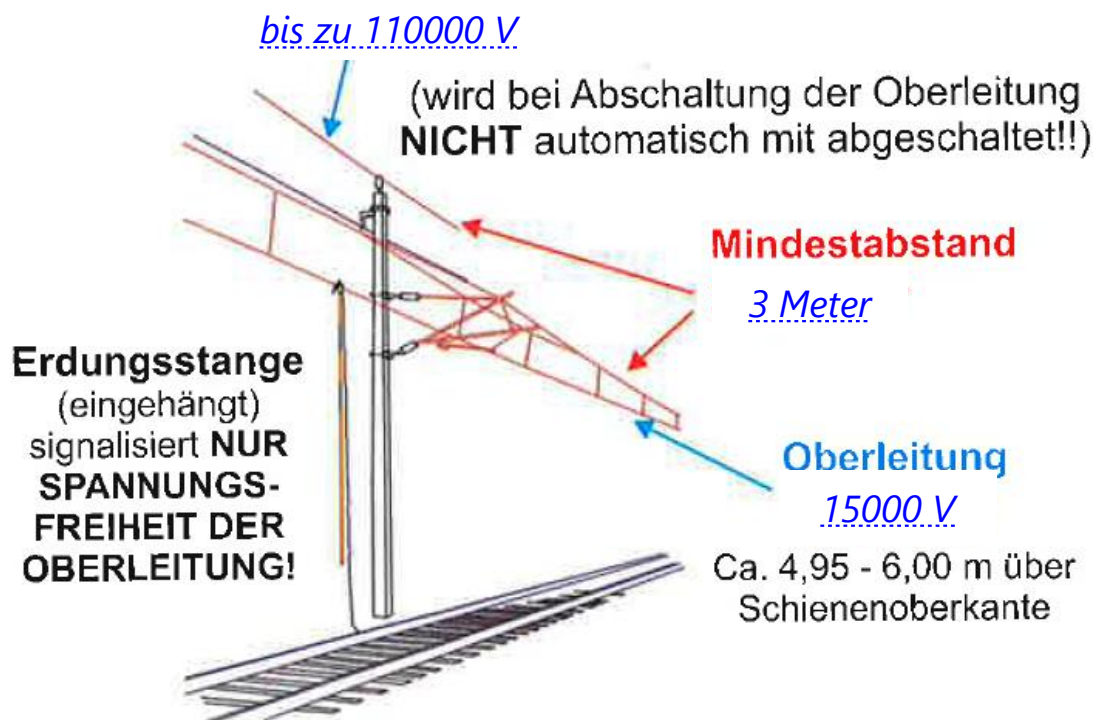 bis zu 110000 V
(wird bei Abschaltung der Oberleitung
NICHT automatisch mit abgeschaltet!!)
Mindestabstand
3 Meter
Erdungsstange
(eingehängt)
signalisiert NUR
SPANNUNGS-
FREIHEIT DER
OBERLEITUNG!
Oberleitung
15000 V
Ca. 4,95 - 6,00 m über
Schienenoberkante